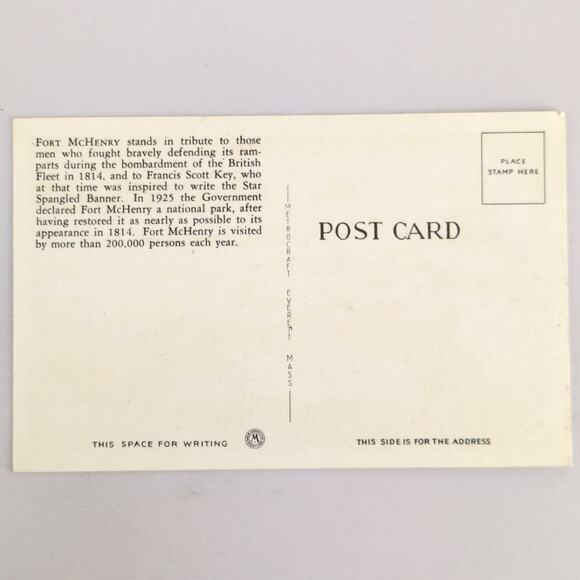 FORT MCHENRY stands in tribute to those
men who fought bravely defending its ram-
parts during the bombardment of the British
Fleet in 1814, and to Francis Scott Key, who
at that time was inspired to write the Star
Spangled Banner. In 1925 the Government
declared Fort McHenry a national park, after
having restored it as nearly as possible to its
appearance in 1814. Fort McHenry is visited
by more than 200,000 persons each year.
THIS SPACE FOR WRITING
M
METROCRAFT EVERETT MASS
PLACE
STAMP HERE
POST CARD
THIS SIDE IS FOR THE ADDRESS